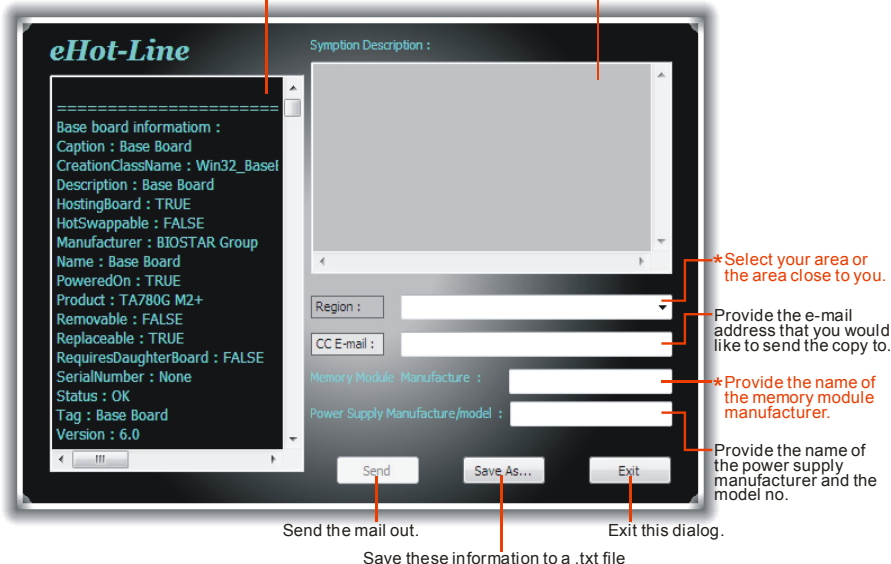 eHot-Line
Symption Description :
=====================
Base board informatiom :
Caption : Base Board
CreationClassName : Win32_BaseB
Description : Base Board
HostingBoard : TRUE
HotSwappable : FALSE
Manufacturer : BIOSTAR Group
Name : Base Board
PoweredOn : TRUE
Product : TA780G M2+
Removable : FALSE
Replaceable : TRUE
RequiresDaughterBoard : FALSE
SerialNumber : None
Status : OK
Tag : Base Board
Version : 6.0
Region :
CC E-mail :
Memory Module Manufacture :
Power Supply Manufacture/model :
Send
Save As...
Exit
*Select your area or
the area close to you.
Provide the e-mail
address that you would
like to send the copy to.
*Provide the name of
the memory module
manufacturer.
Provide the name of
the power supply
manufacturer and the
model no.
Send the mail out.
Exit this dialog.
Save these information to a .txt file